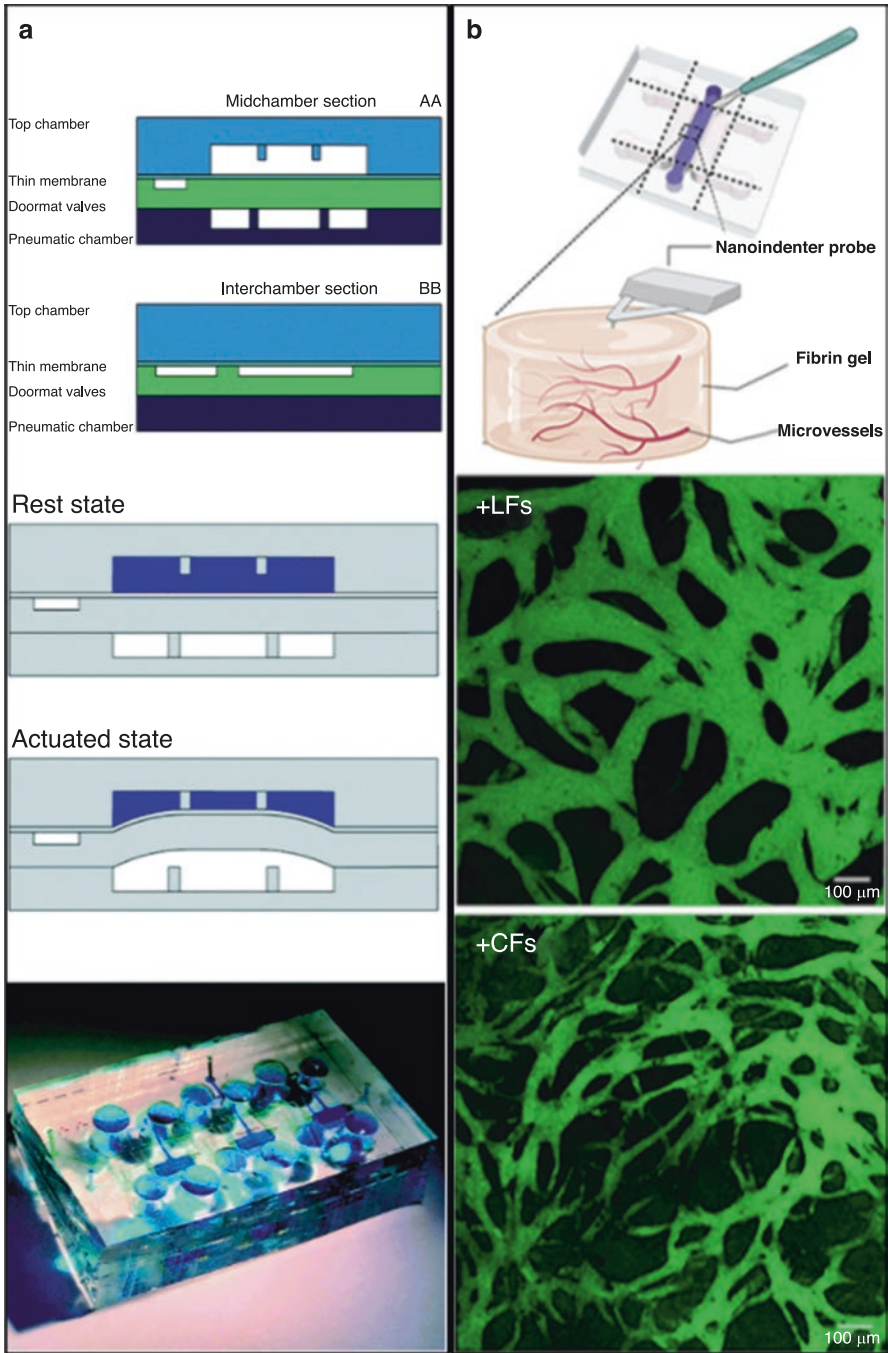 a
Midchamber section AA
Top chamber
Thin membrane
Doormat valves
Pneumatic chamber
Interchamber section BB
Top chamber
Thin membrane
Doormat valves
Pneumatic chamber
Rest state
Actuated state
b
Nanoindenter probe
Fibrin gel
Microvessels
+LFs
100 μm
+CFs
100 μm